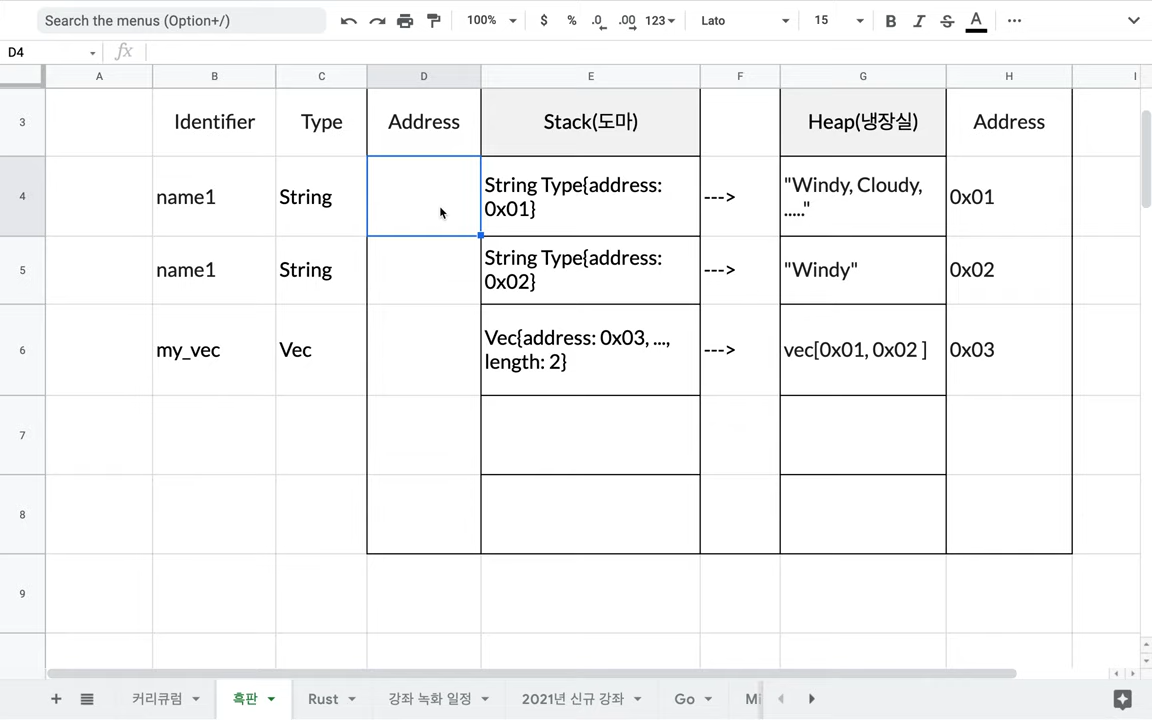 Search the menus (Option+/)
100%
$ % .0 .00 123
Lato
15
B I S A
D4
fx
A B C D E F G H I
3 Identifier Type Address Stack(도마) Heap(냉장실) Address
4 name1 String String Type{address: 0x01} ---> "Windy, Cloudy, ....." 0x01
5 name1 String String Type{address: 0x02} ---> "Windy" 0x02
6 my_vec Vec Vec{address: 0x03, ..., length: 2} ---> vec[0x01, 0x02 ] 0x03
7
8
9
커리큘럼 흑판 Rust 강좌 녹화 일정 2021년 신규 강좌 Go Mi